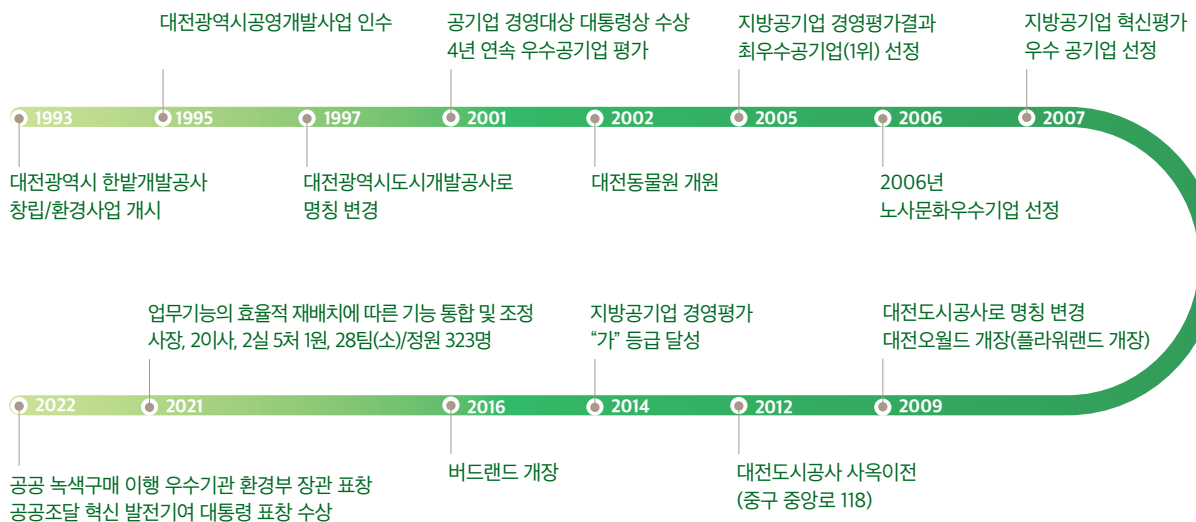 대전광역시공영개발사업 인수
공기업 경영대상 대통령상 수상
4년 연속 우수공기업 평가
지방공기업 경영평가결과
최우수공기업(1위) 선정
지방공기업 혁신평가
우수 공기업 선정
1993
1995
1997
2001
2002
2005
2006
2007
대전광역시 한밭개발공사
창립/환경사업 개시
대전광역시도시개발공사로
명칭 변경
대전동물원 개원
2006년
노사문화우수기업 선정
업무기능의 효율적 재배치에 따른 기능 통합 및 조정
사장, 2이사, 2실 5처 1원, 28팀(소)/정원 323명
지방공기업 경영평가
“가” 등급 달성
대전도시공사로 명칭 변경
대전오월드 개장(플라워랜드 개장)
2022
2021
2016
2014
2012
2009
공공 녹색구매 이행 우수기관 환경부 장관 표창
공공조달 혁신 발전기여 대통령 표창 수상
버드랜드 개장
대전도시공사 사옥이전
(중구 중앙로 118)